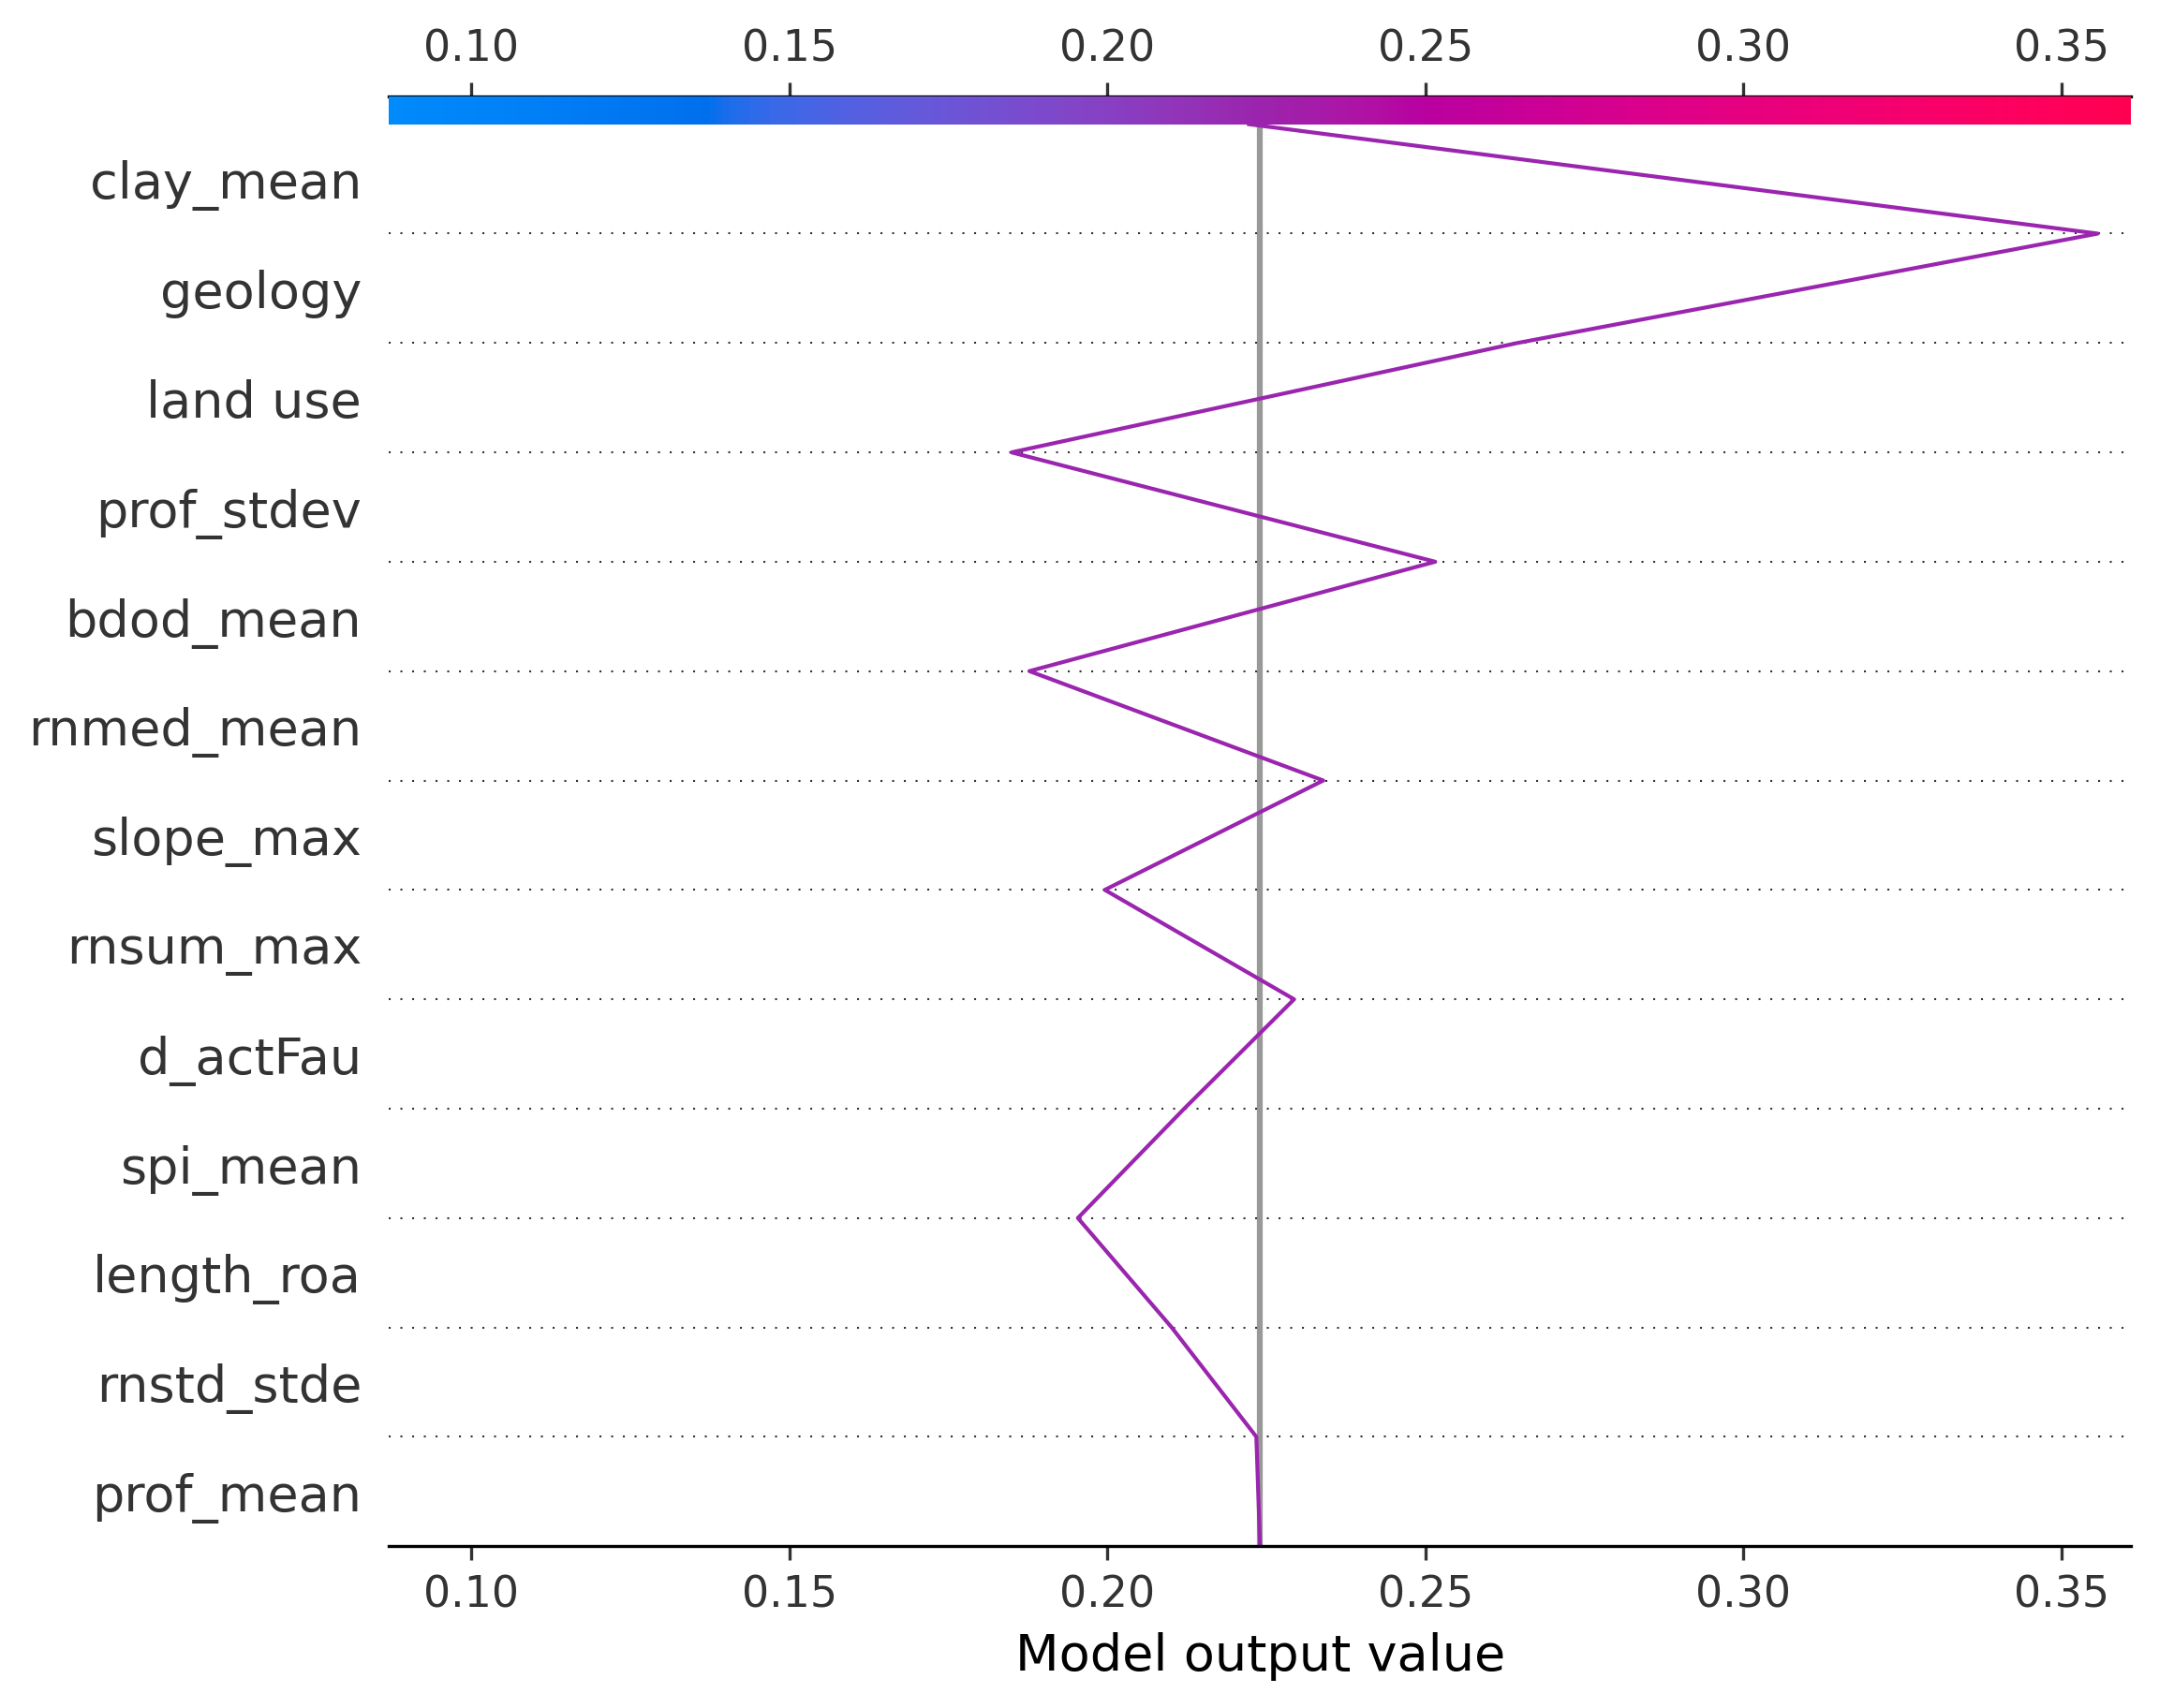 0.10 0.15 0.20 0.25 0.30 0.35
clay_mean
geology
land use
prof_stdev
bdod_mean
rnmed_mean
slope_max
rnsum_max
d_actFau
spi_mean
length_roa
rnstd_stde
prof_mean
0.10 0.15 0.20 0.25 0.30 0.35
Model output value